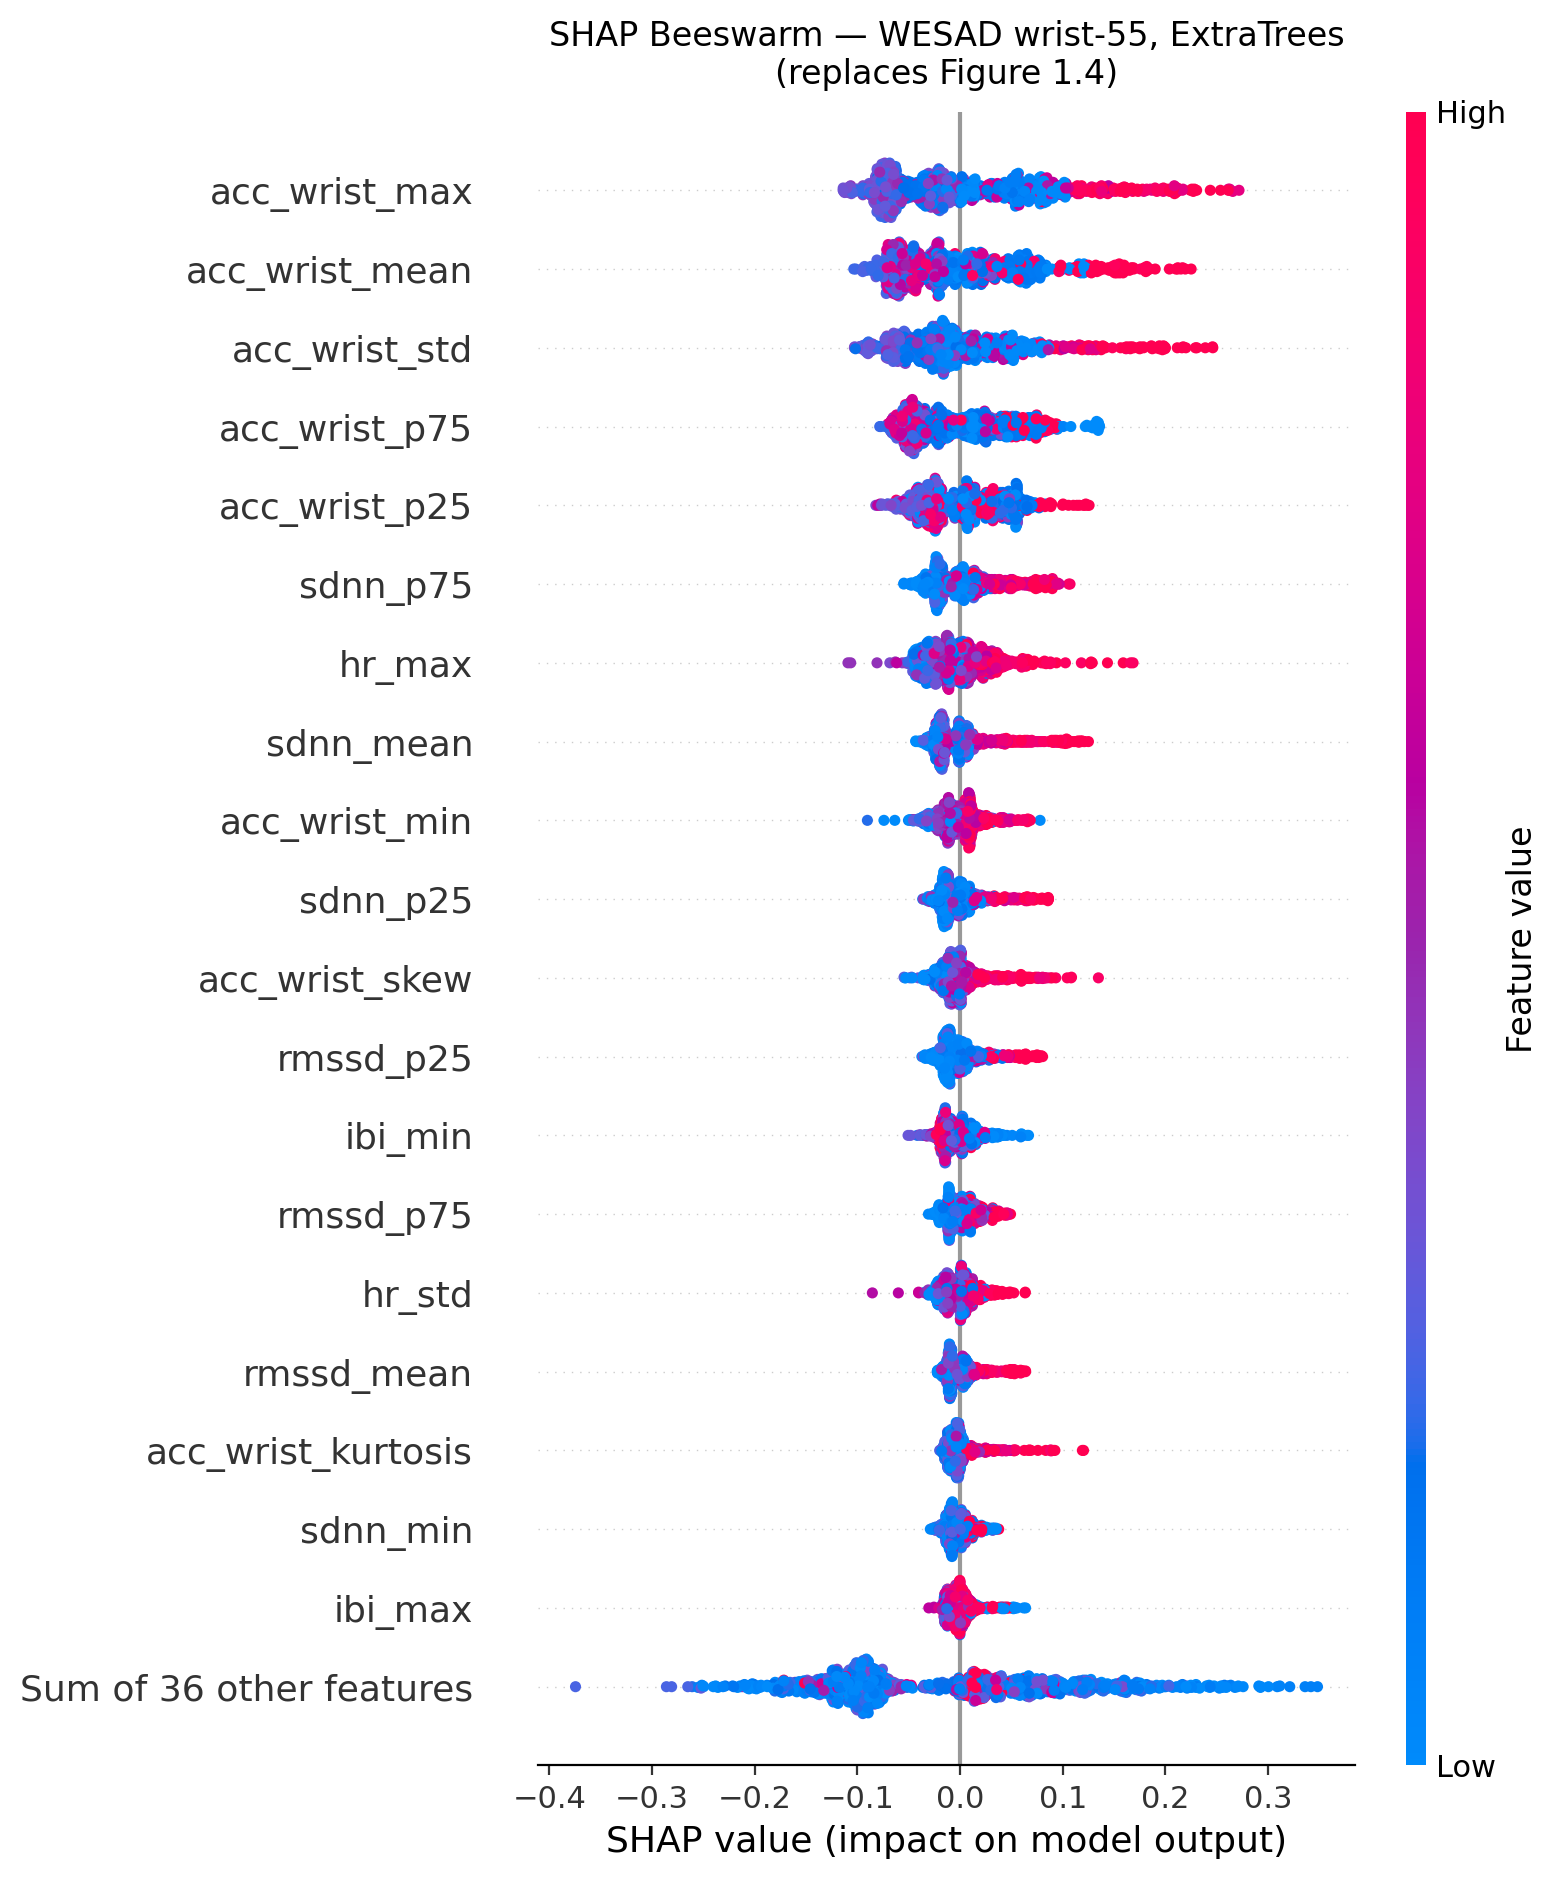 SHAP Beeswarm — WESAD wrist-55, ExtraTrees
(replaces Figure 1.4)
High
acc_wrist_max
acc_wrist_mean
acc_wrist_std
acc_wrist_p75
acc_wrist_p25
sdnn_p75
hr_max
sdnn_mean
acc_wrist_min
sdnn_p25
acc_wrist_skew
rmssd_p25
ibi_min
rmssd_p75
hr_std
rmssd_mean
acc_wrist_kurtosis
sdnn_min
ibi_max
Sum of 36 other features
Feature value
Low
−0.4 −0.3 −0.2 −0.1 0.0 0.1 0.2 0.3
SHAP value (impact on model output)